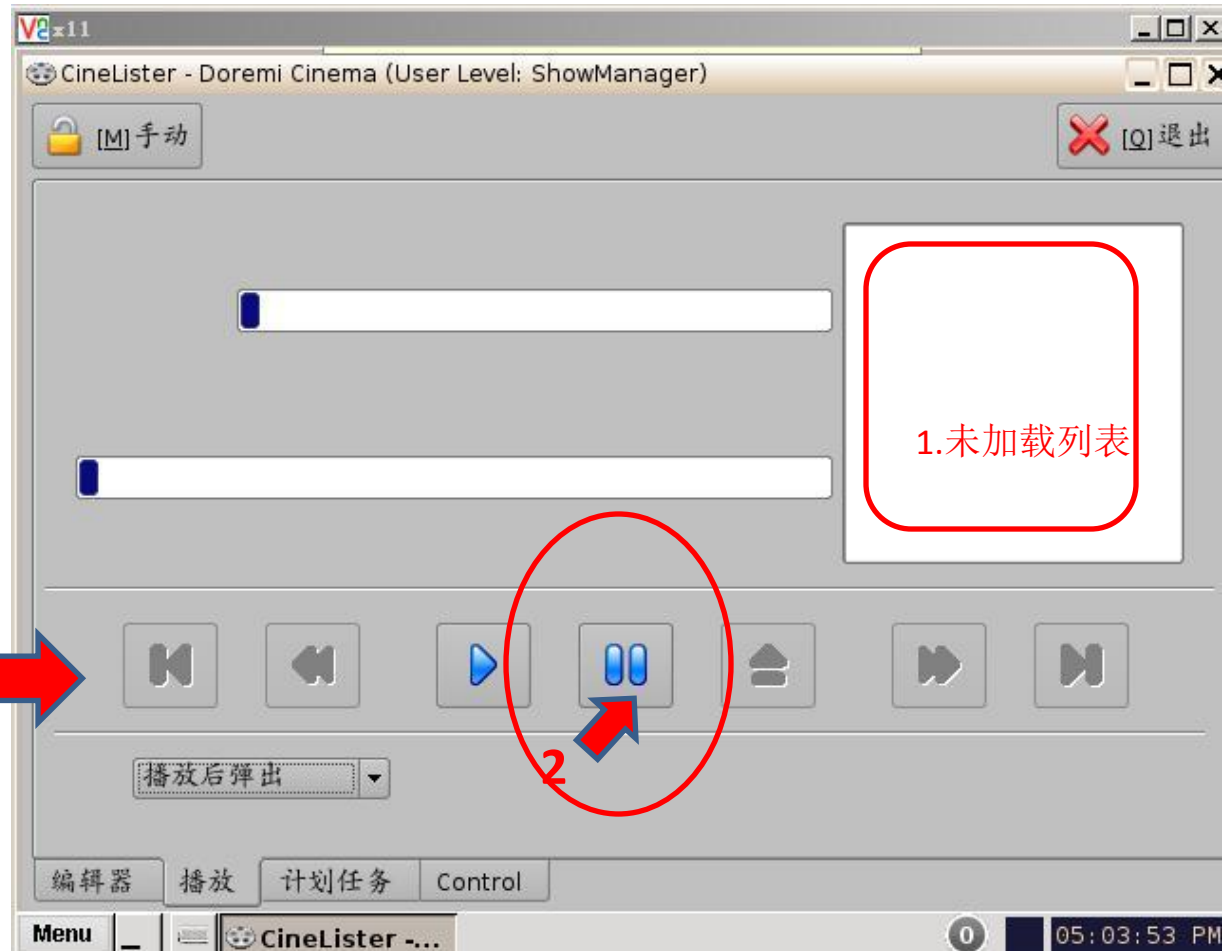 x11
CineLister - Doremi Cinema (User Level: ShowManager)
[M]手动
[Q]退出
1.未加载列表
2
播放后弹出
编辑器
播放
计划任务
Control
Menu
CineLister -...
0
05:03:53 PM